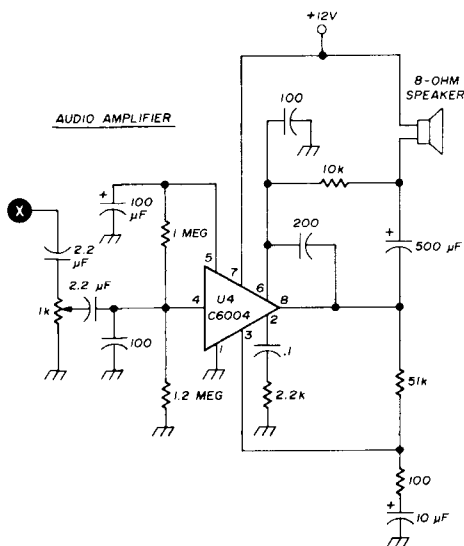 +12V
8-OHM
SPEAKER
100
AUDIO AMPLIFIER
10k
+
100
µF
X
1 MEG
200
+
500 µF
2.2
µF
5
7
6
2.2 µF
1k
4
U4
C6004
8
2
3
1
100
.1
51k
1.2 MEG
2.2k
100
+
10 µF